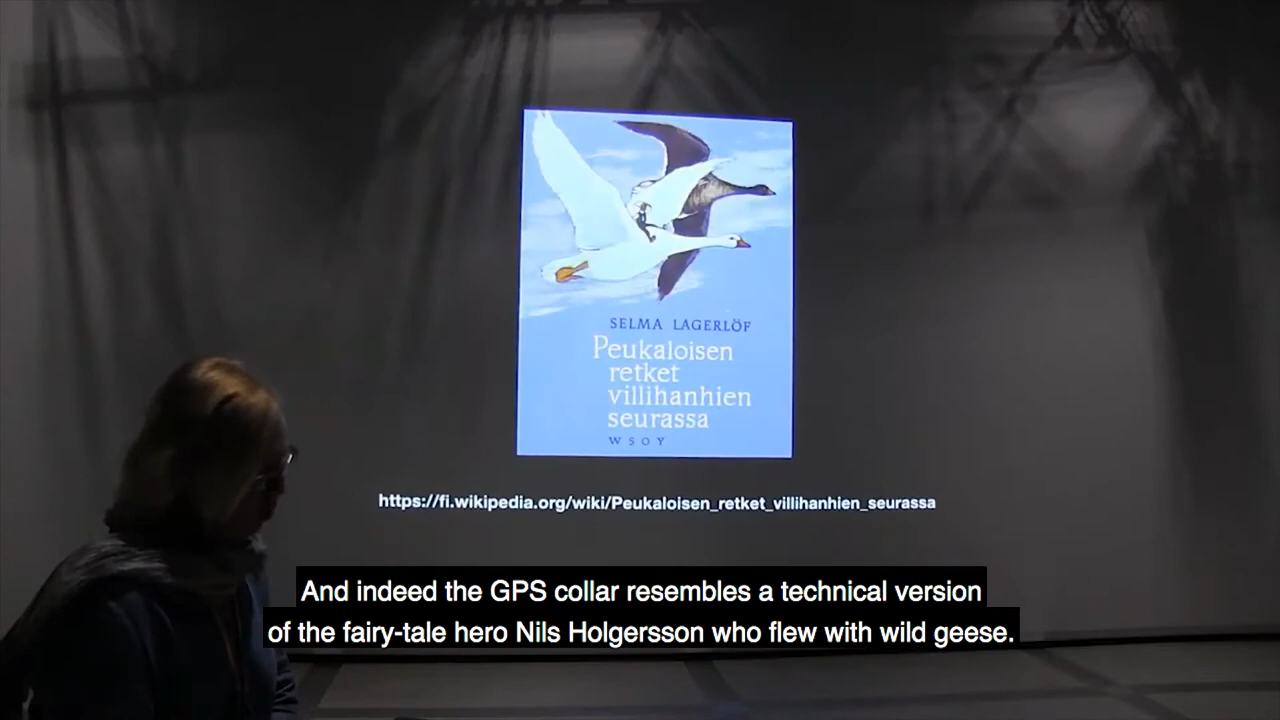 SELMA LAGERLÖF
Peukaloisen
retket
villihanhien
seurassa
WSOY
https://fi.wikipedia.org/wiki/Peukaloisen_retket_villihanhien_seurassa
And indeed the GPS collar resembles a technical version
of the fairy-tale hero Nils Holgersson who flew with wild geese.